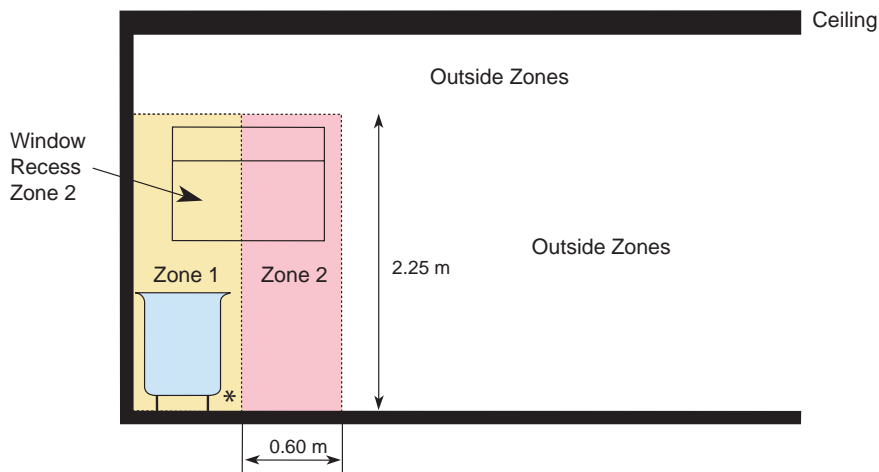 Ceiling
Outside Zones
Window
Recess
Zone 2
Outside Zones
2.25 m
Zone 1
Zone 2
*
0.60 m